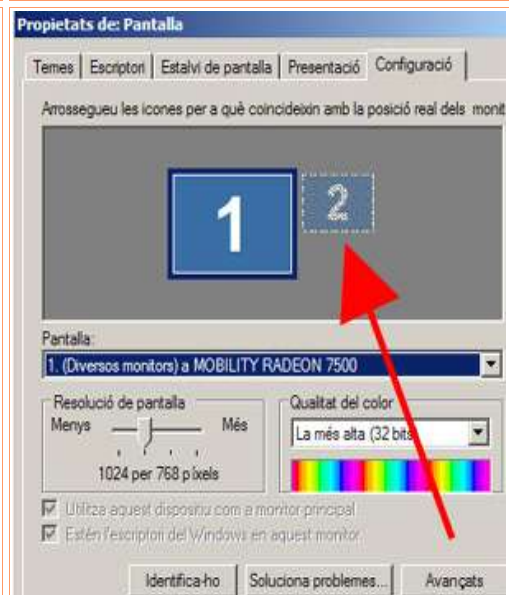 Propietats de: Pantalla
Temes Escriptori Estalvi de pantalla Presentació Configuració
Arrossegueu les icones per a què coincideixin amb la posició real dels monit
1 2
Pantalla:
1. (Diversos monitors) a MOBILITY RADEON 7500
Resolució de pantalla Qualitat del color
Menys Més La més alta (32 bits
1024 per 768 píxels
Utilitza aquest dispositiu com a monitor principal
Estén l'escriptori del Windows en aquest monitor.
Identifica-ho Soluciona problemes... Avançats